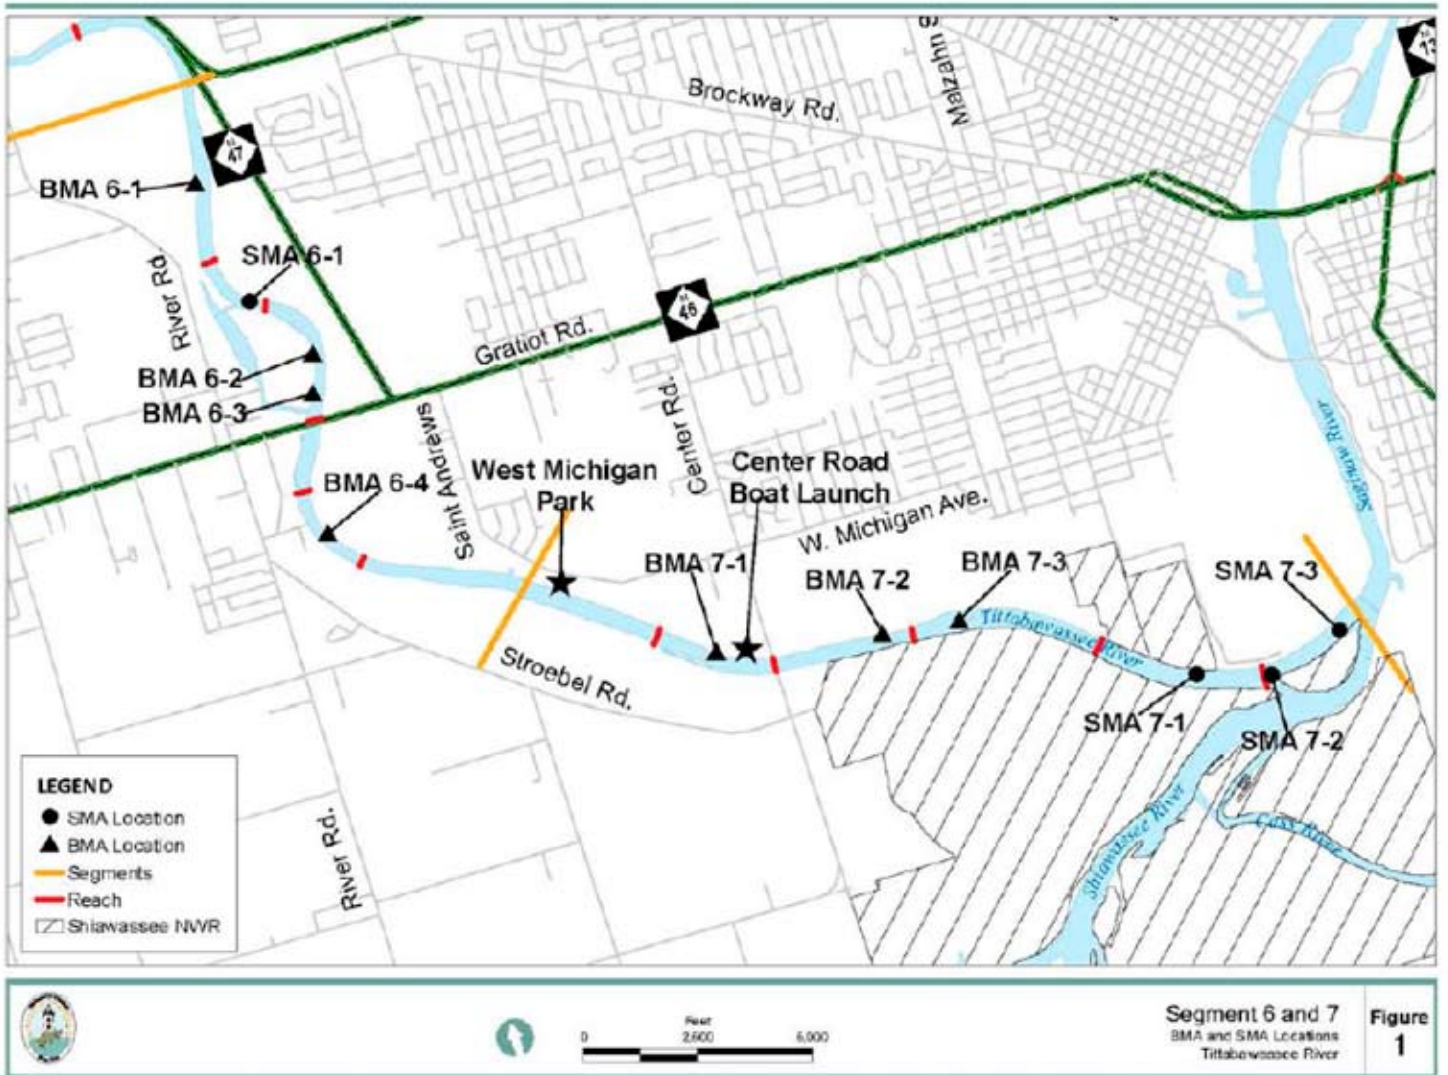 Brockway Rd.
Malzahn S
M
47
BMA 6-1
SMA 6-1
River Rd.
M
46
Gratiot Rd.
BMA 6-2
BMA 6-3
Center Rd.
Saginaw River
Saint Andrews
West Michigan
Park
Center Road
Boat Launch
BMA 6-4
W. Michigan Ave.
BMA 7-1
BMA 7-2
BMA 7-3
SMA 7-3
Tittabawassee River
Stroebel Rd.
SMA 7-1
SMA 7-2
Shiawassee River
Cass River
River Rd.
LEGEND
SMA Location
BMA Location
Segments
Reach
Shiawassee NWR
Feet
0 2,500 5,000
Segment 6 and 7
BMA and SMA Locations
Tittabawassee River
Figure
1